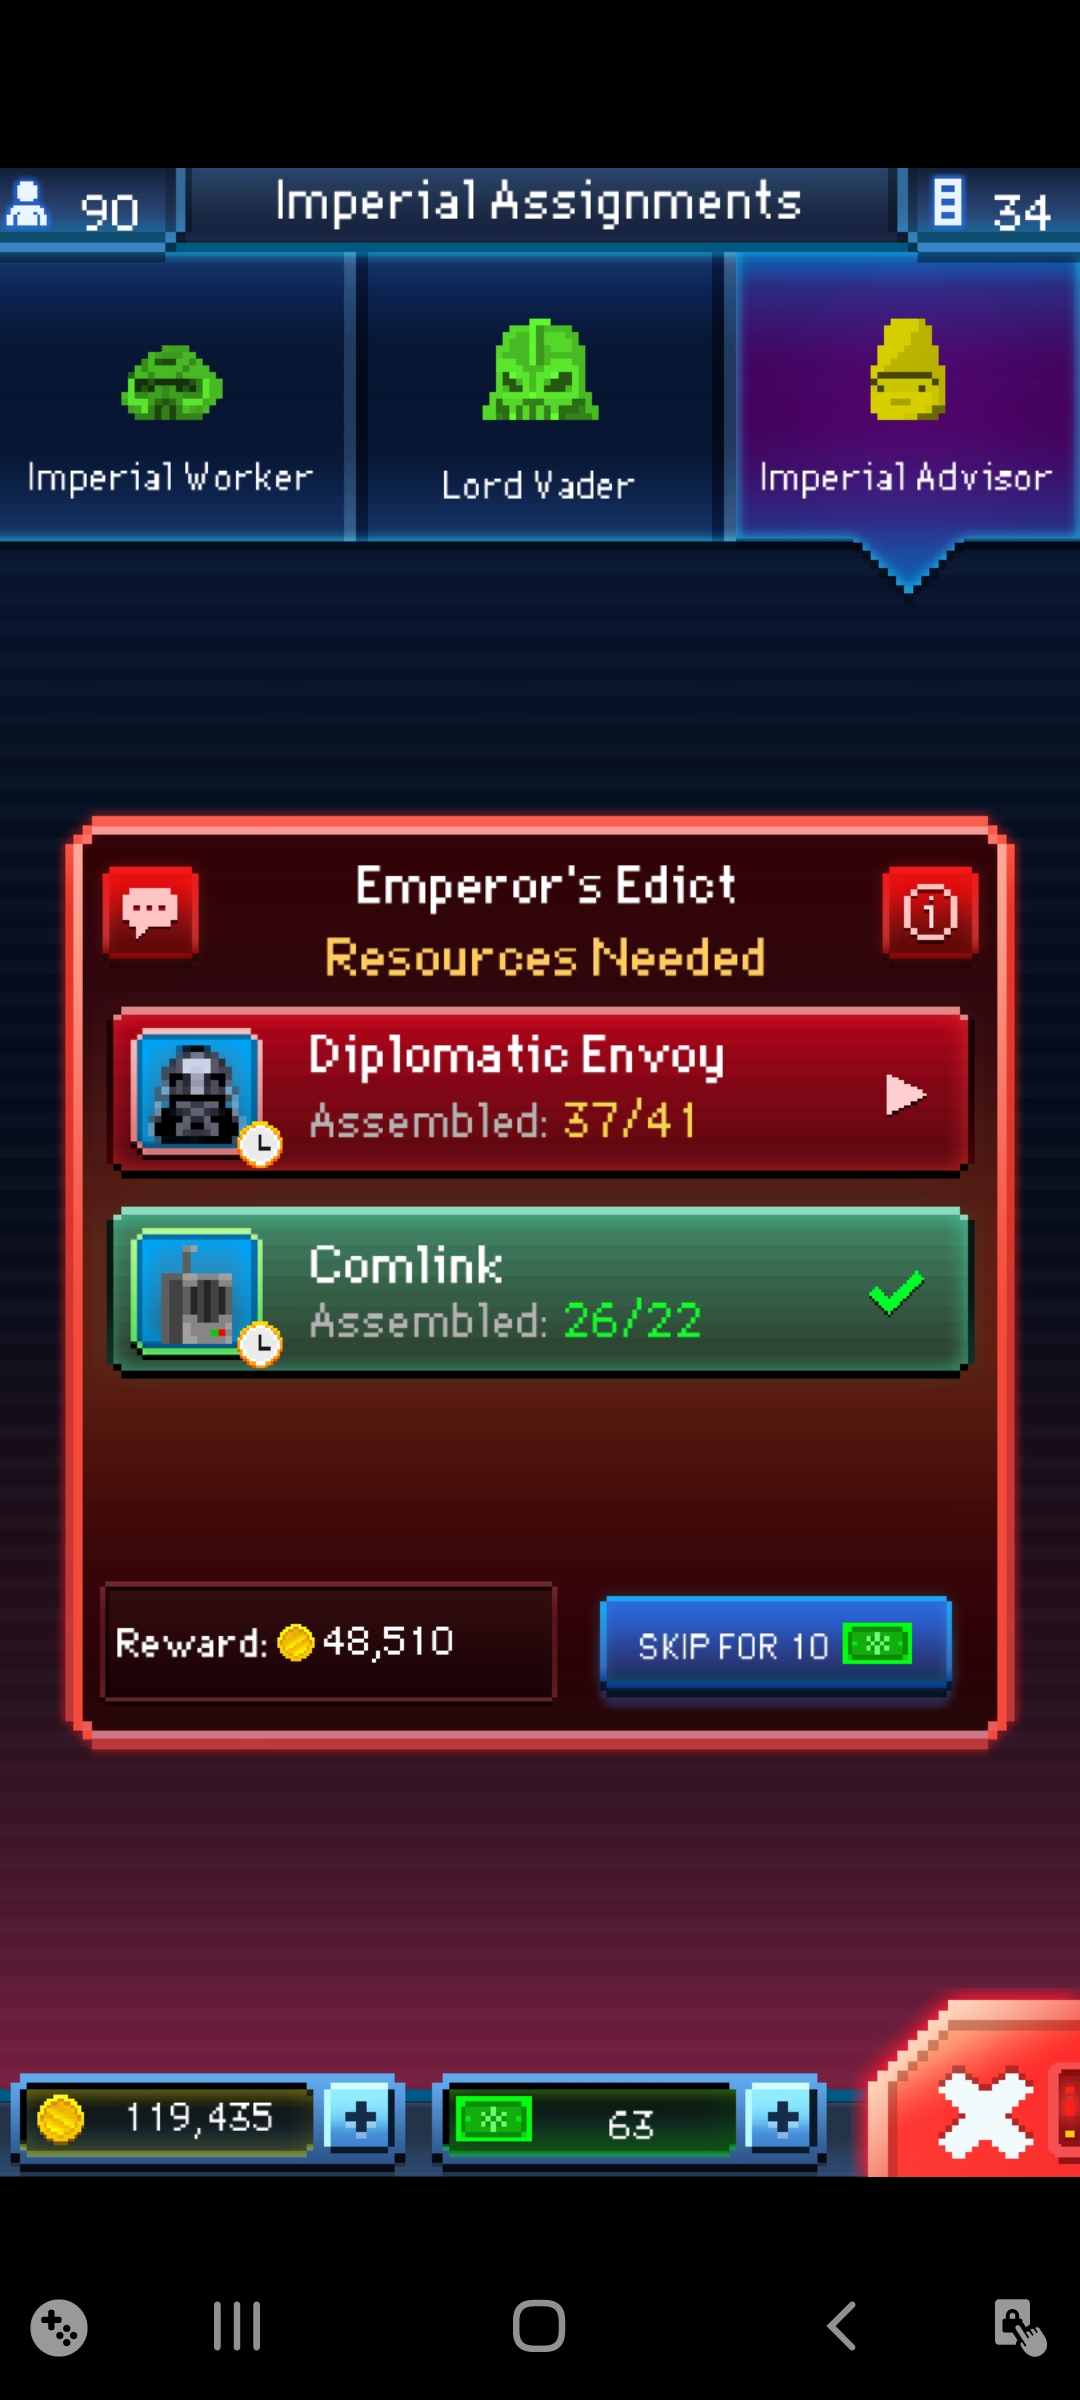 90
Imperial Assignments
34
Imperial Worker
Lord Vader
Imperial Advisor
Emperor's Edict
Resources Needed
Diplomatic Envoy
Assembled: 37/41
Comlink
Assembled: 26/22
Reward: 48,510
SKIP FOR 10
119,435
63